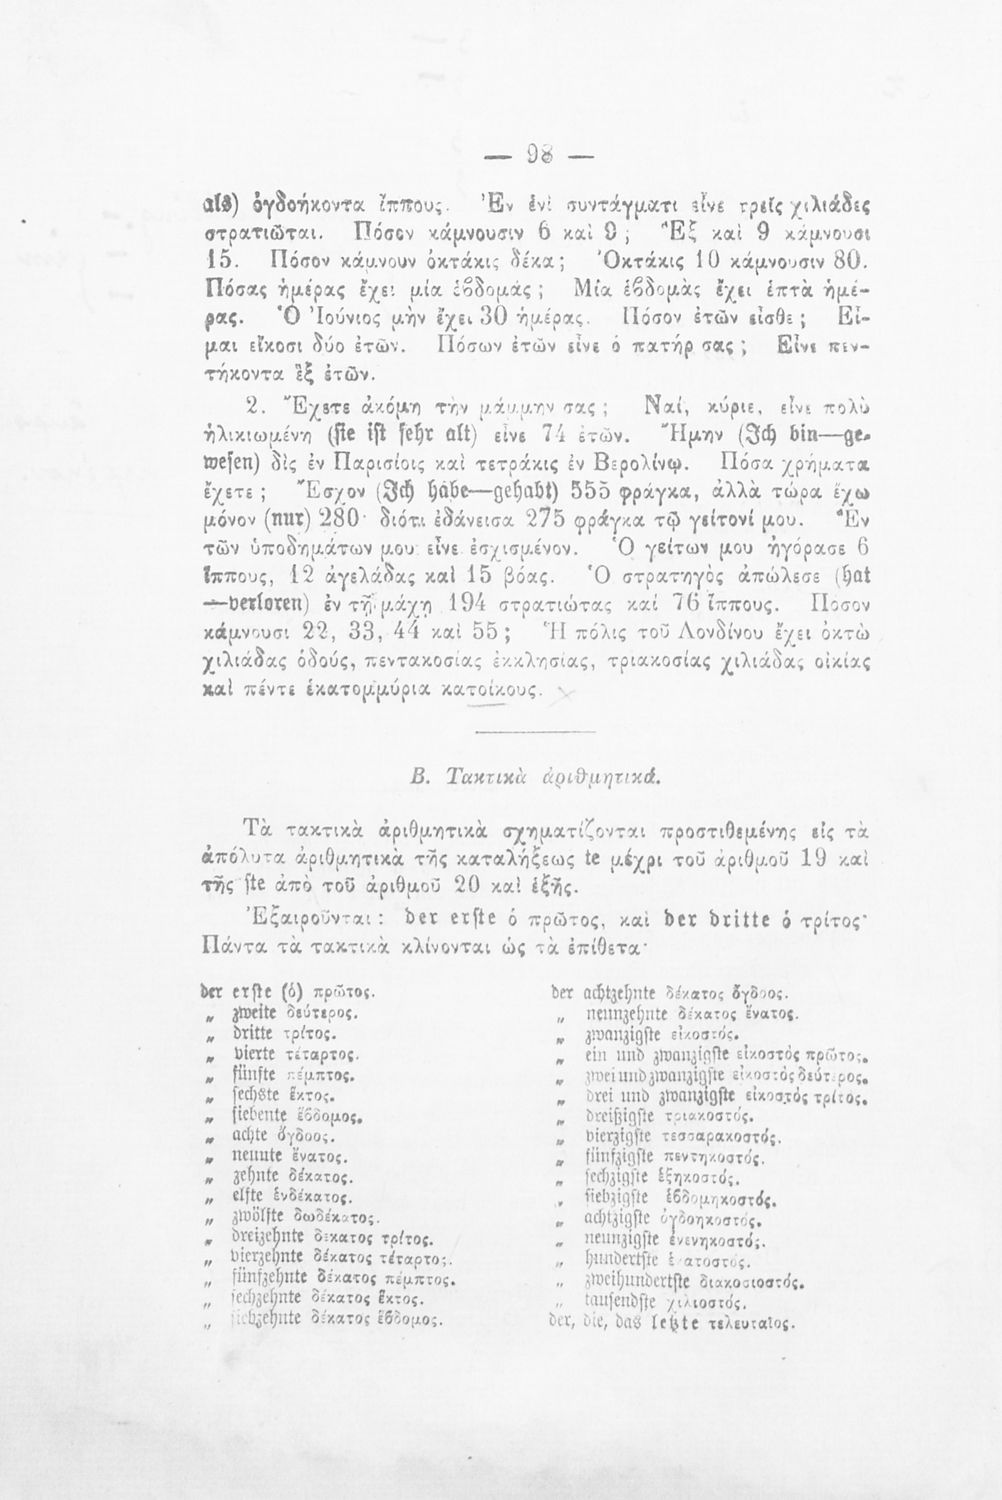 — 98 —
als) ὀγδοήκοντα ἵππους. Ἐν ἑνὶ συντάγματι εἶνε τρεῖς χιλιάδες
στρατιῶται. Πόσον κάμνουσιν 6 καὶ 9 ; Ἓξ καὶ 9 κάμνουσι
15. Πόσον κάμνουν ὀκτάκις δέκα; Ὀκτάκις 10 κάμνουσιν 80.
Πόσας ἡμέρας ἔχει μία ἑβδομάς ; Μία ἑβδομὰς ἔχει ἑπτὰ ἡμέ-
ρας. Ὁ Ἰούνιος μὴν ἔχει 30 ἡμέρας. Πόσον ἐτῶν εἶσθε ; Εἶ-
μαι εἴκοσι δύο ἐτῶν. Πόσων ἐτῶν εἶνε ὁ πατήρ σας ; Εἶνε πεν-
τήκοντα ἓξ ἐτῶν.
2. Ἔχετε ἀκόμη τὴν μάμμην σας ; Ναί, κύριε, εἶνε πολὺ
ἡλικιωμένη (sie ist sehr alt) εἶνε 74 ἐτῶν. Ἤμην (Ich bin—ge-
wesen) δὶς ἐν Παρισίοις καὶ τετράκις ἐν Βερολίνῳ. Πόσα χρήματα
ἔχετε ; Ἔσχον (Ich habe—gehabt) 555 φράγκα, ἀλλὰ τώρα ἔχω
μόνον (nur) 280· διότι ἐδάνεισα 275 φράγκα τῷ γείτονί μου. Ἓν
τῶν ὑποδημάτων μου εἶνε ἐσχισμένον. Ὁ γείτων μου ἠγόρασε 6
ἵππους, 12 ἀγελάδας καὶ 15 βόας. Ὁ στρατηγὸς ἀπώλεσε (hat
—verloren) ἐν τῇ μάχῃ 194 στρατιώτας καὶ 76 ἵππους. Πόσον
κάμνουσι 22, 33, 44 καὶ 55 ; Ἡ πόλις τοῦ Λονδίνου ἔχει ὀκτὼ
χιλιάδας ὁδούς, πεντακοσίας ἐκκλησίας, τριακοσίας χιλιάδας οἰκίας
καὶ πέντε ἑκατομμύρια κατοίκους.
Β. Τακτικὰ ἀριθμητικά.
Τὰ τακτικὰ ἀριθμητικὰ σχηματίζονται προστιθεμένης εἰς τὰ
ἀπόλυτα ἀριθμητικὰ τῆς καταλήξεως te μέχρι τοῦ ἀριθμοῦ 19 καὶ
τῆς ste ἀπὸ τοῦ ἀριθμοῦ 20 καὶ ἑξῆς.
Ἐξαιροῦνται : der erste ὁ πρῶτος, καὶ der dritte ὁ τρίτος·
Πάντα τὰ τακτικὰ κλίνονται ὡς τὰ ἐπίθετα·
der erste (ὁ) πρῶτος.
„ zweite δεύτερος.
„ dritte τρίτος.
„ vierte τέταρτος.
„ fünfte πέμπτος.
„ sechste ἕκτος.
„ siebente ἕβδομος.
„ achte ὄγδοος.
„ neunte ἔνατος.
„ zehnte δέκατος.
„ elfte ἑνδέκατος.
„ zwölfte δωδέκατος.
„ dreizehnte δέκατος τρίτος.
„ vierzehnte δέκατος τέταρτος.
„ fünfzehnte δέκατος πέμπτος.
„ sechzehnte δέκατος ἕκτος.
„ siebzehnte δέκατος ἕβδομος.
der achtzehnte δέκατος ὄγδοος.
„ neunzehnte δέκατος ἔνατος.
„ zwanzigste εἰκοστός.
„ ein und zwanzigste εἰκοστὸς πρῶτος.
„ zwei und zwanzigste εἰκοστὸς δεύτερος.
„ drei und zwanzigste εἰκοστὸς τρίτος.
„ dreißigste τριακοστός.
„ vierzigste τεσσαρακοστός.
„ fünfzigste πεντηκοστός.
„ sechzigste ἑξηκοστός.
„ siebzigste ἑβδομηκοστός.
„ achtzigste ὀγδοηκοστός.
„ neunzigste ἐνενηκοστός.
„ hundertste ἑκατοστός.
„ zweihundertste διακοσιοστός.
„ tausendste χιλιοστός.
der, die, das letzte τελευταῖος.